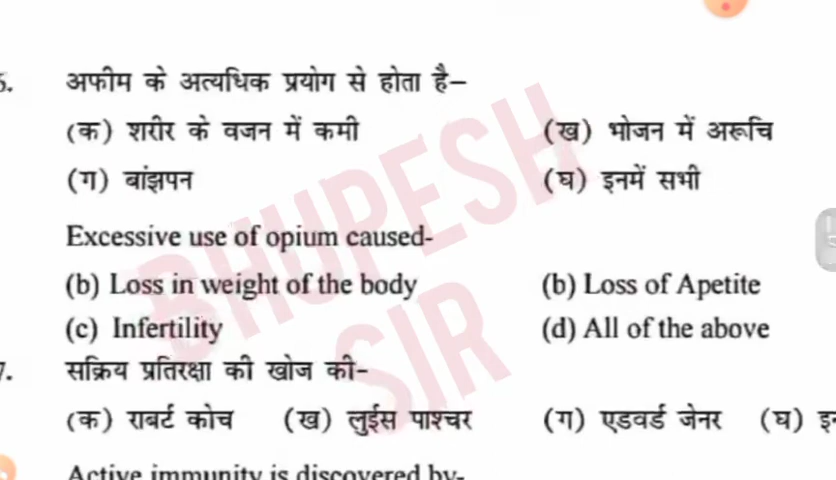 अफीम के अत्यधिक प्रयोग से होता है–
(क) शरीर के वजन में कमी (ख) भोजन में अरूचि
(ग) बांझपन (घ) इनमें सभी
Excessive use of opium caused-
(b) Loss in weight of the body (b) Loss of Apetite
(c) Infertility (d) All of the above
7. सक्रिय प्रतिरक्षा की खोज की–
(क) राबर्ट कोच (ख) लुईस पाश्चर (ग) एडवर्ड जेनर (घ)
Active immunity is discovered by-
BHUPESH
SIR